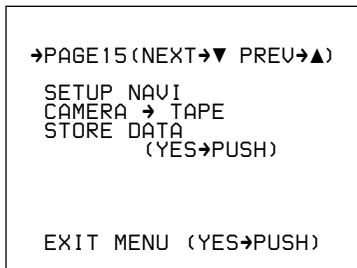 ➔PAGE15(NEXT➔▼ PREV➔▲)
SETUP NAVI
CAMERA ➔ TAPE
STORE DATA
(YES➔PUSH)
EXIT MENU (YES➔PUSH)